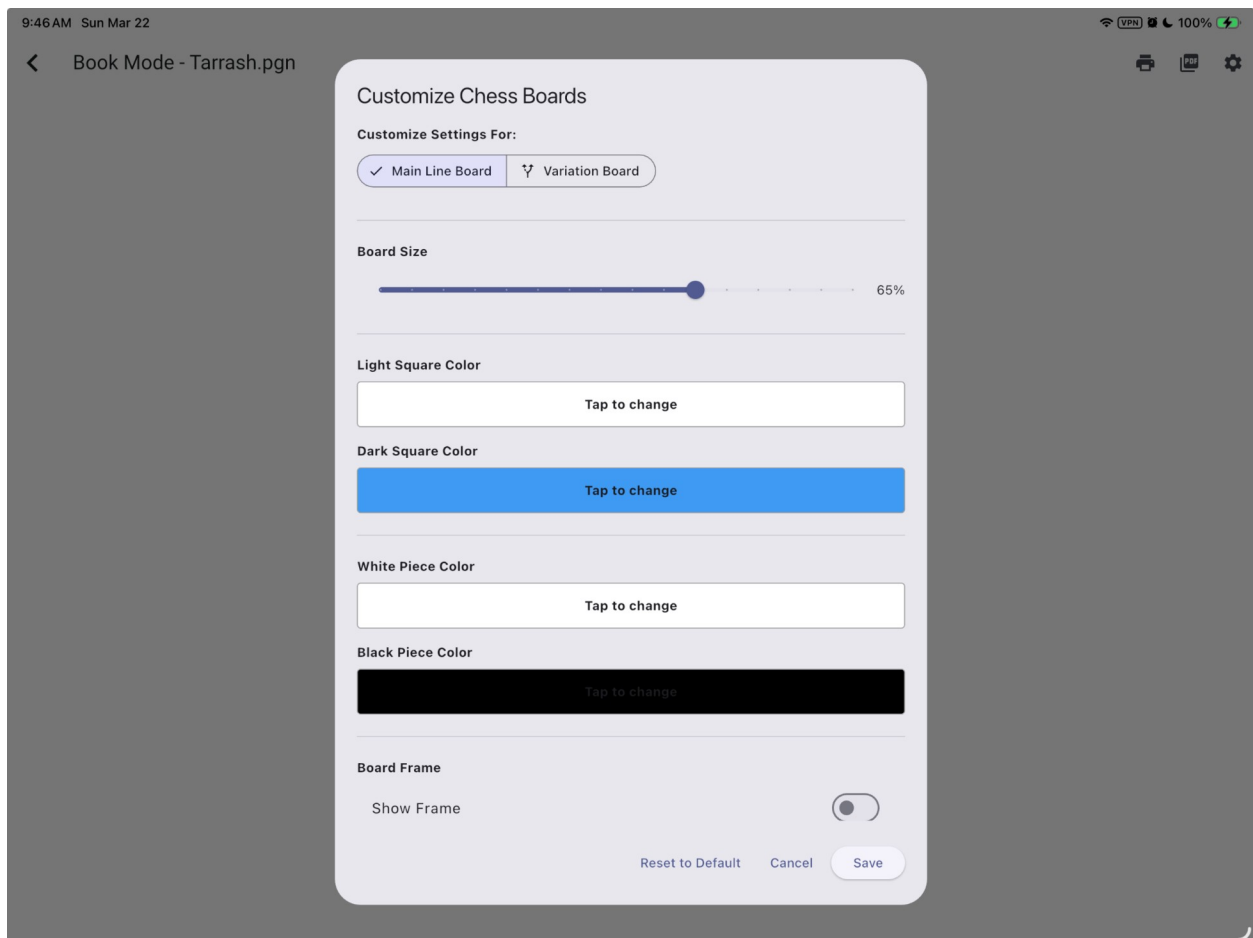 9:46 AM Sun Mar 22
VPN 100%
Book Mode - Tarrash.pgn
PDF
Customize Chess Boards
Customize Settings For:
Main Line Board
Variation Board
Board Size
65%
Light Square Color
Tap to change
Dark Square Color
Tap to change
White Piece Color
Tap to change
Black Piece Color
Tap to change
Board Frame
Show Frame
Reset to Default Cancel Save